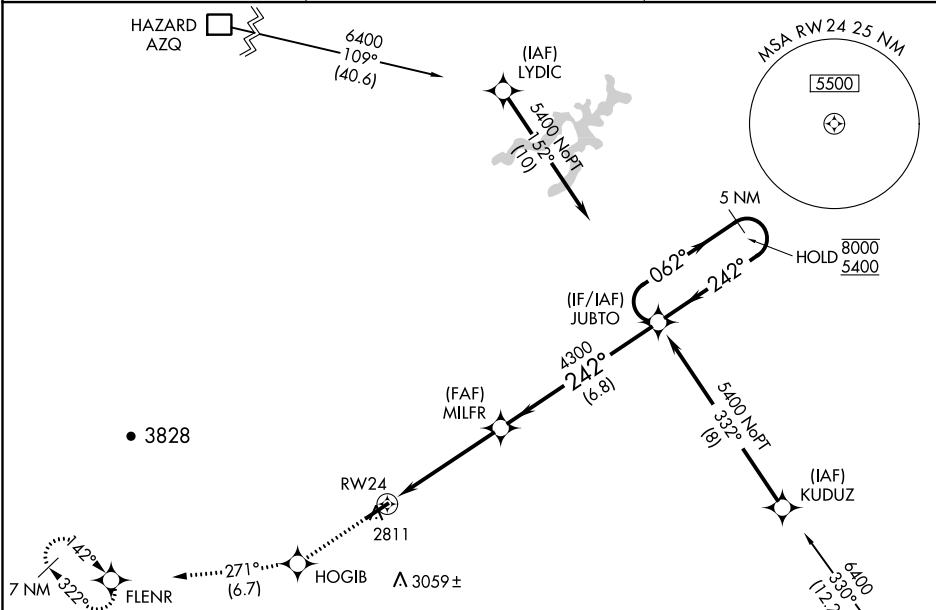 HAZARD
AZQ
6400
109°
(40.6)
(IAF)
LYDIC
5400 NoPT
152°
(10)
MSA RW24 25 NM
5500
5 NM
HOLD 8000
5400
062°
242°
(IF/IAF)
JUBTO
4300
242°
(6.8)
(FAF)
MILFR
5400 NoPT
332°
(8)
(IAF)
KUDUZ
6400
330°
3828
RW24
2811
142°
322°
7 NM
FLENR
271°
(6.7)
HOGIB
3059±